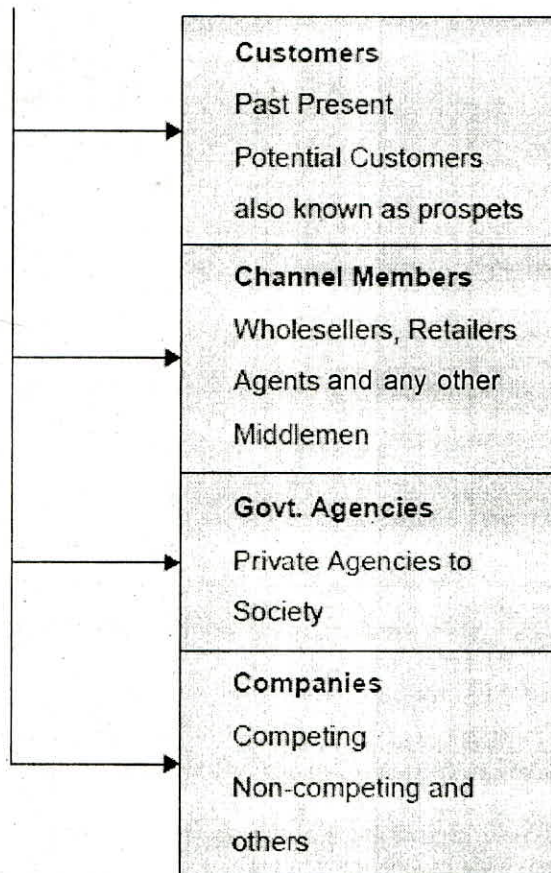 Customers
Past Present
Potential Customers
also known as prospets
Channel Members
Wholesellers, Retailers
Agents and any other
Middlemen
Govt. Agencies
Private Agencies to
Society
Companies
Competing
Non-competing and
others